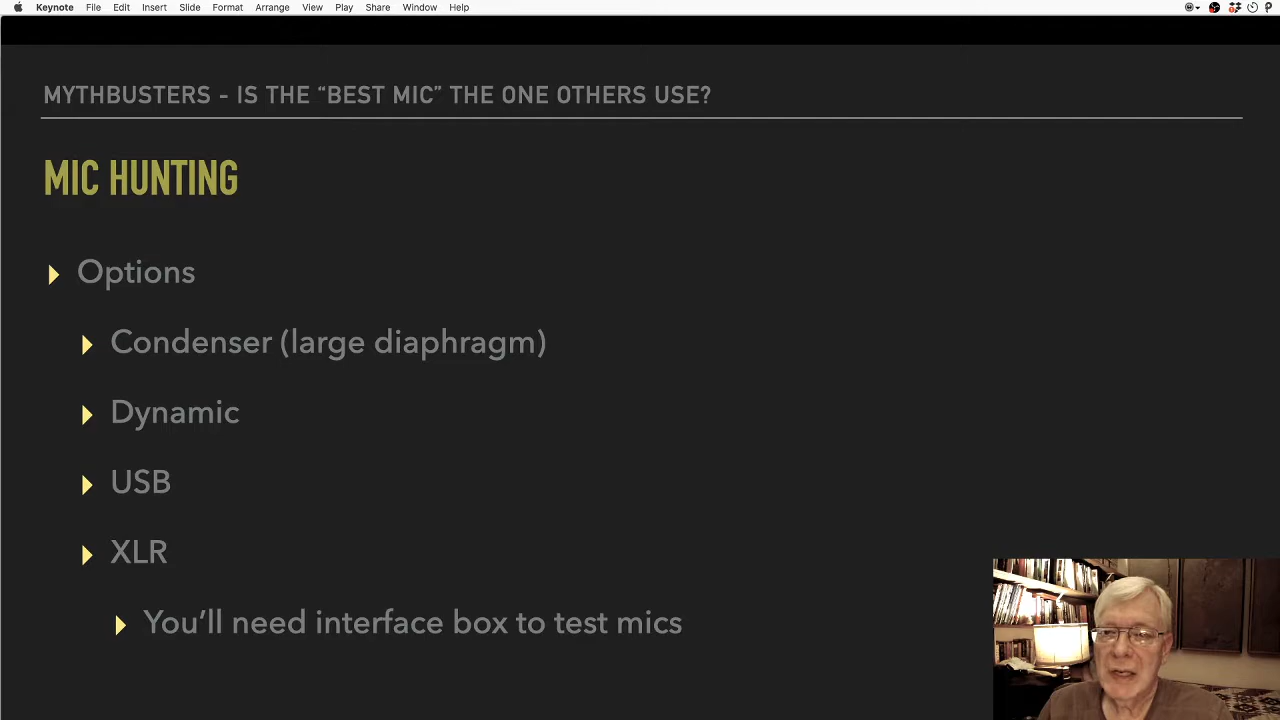 Keynote File Edit Insert Slide Format Arrange View Play Share Window Help
MYTHBUSTERS - IS THE “BEST MIC” THE ONE OTHERS USE?
MIC HUNTING
Options
Condenser (large diaphragm)
Dynamic
USB
XLR
You’ll need interface box to test mics